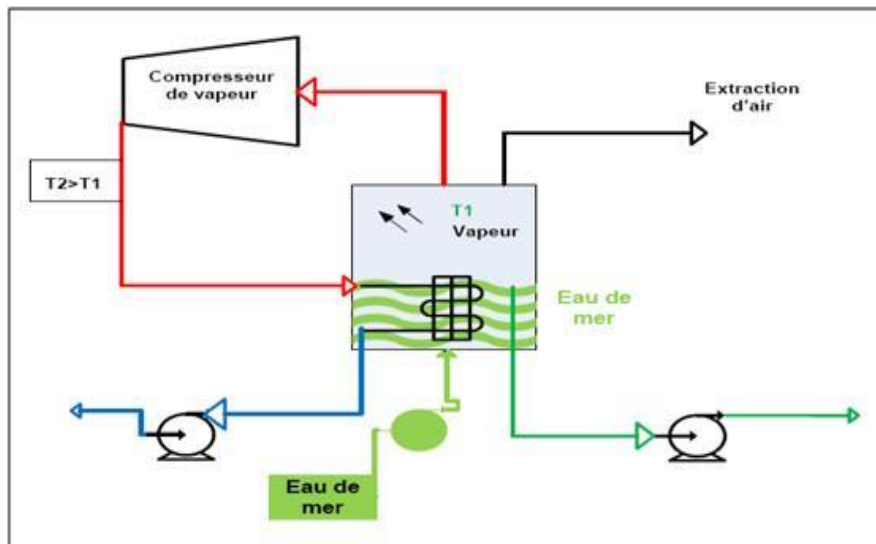 Compresseur
de vapeur
Extraction
d'air
T2>T1
T1
Vapeur
Eau de
mer
Eau de
mer